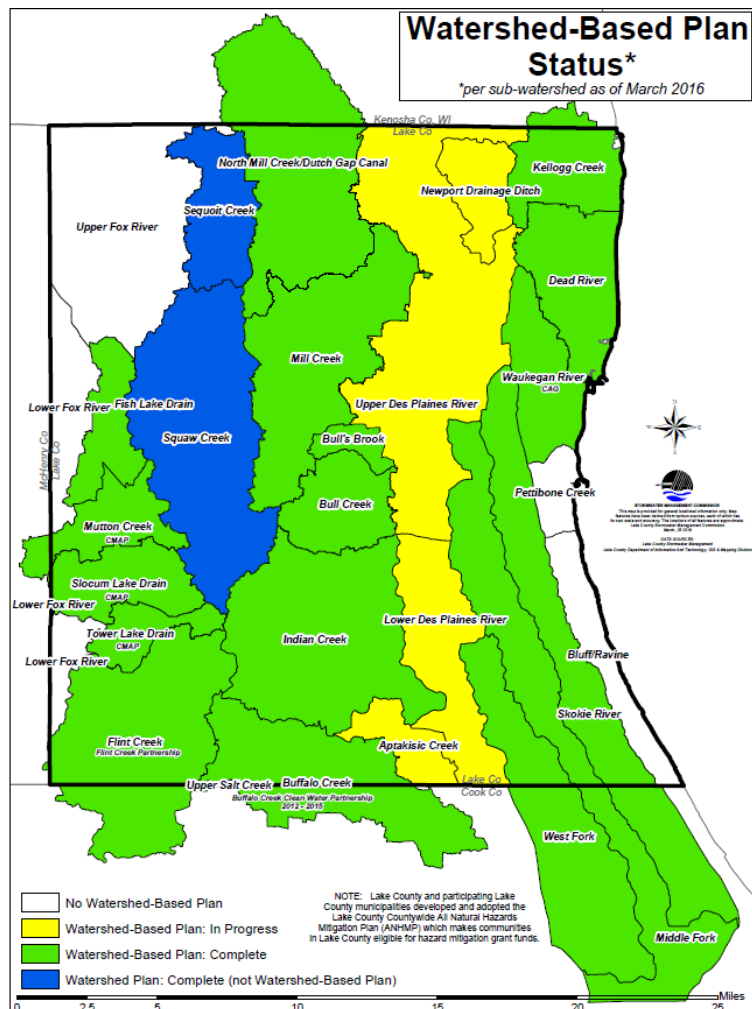 Watershed-Based Plan
Status*
*per sub-watershed as of March 2016
Kenosha Co, WI
Lake Co
North Mill Creek/Dutch Gap Canal
Kellogg Creek
Newport Drainage Ditch
Sequoit Creek
Upper Fox River
Dead River
Mill Creek
Waukegan River
CAG
Lower Fox River
Fish Lake Drain
Upper Des Plaines River
Squaw Creek
Bull's Brook
McHenry Co
Lake Co
Pettibone Creek
Bull Creek
Mutton Creek
CMAP
STORMWATER MANAGEMENT COMMISSION
Slocum Lake Drain
CMAP
Lower Fox River
Lower Des Plaines River
Tower Lake Drain
CMAP
Indian Creek
Bluff/Ravine
Lower Fox River
Skokie River
Flint Creek
Flint Creek Partnership
Aptakisic Creek
Lake Co
Cook Co
Upper Salt Creek
Buffalo Creek
Buffalo Creek Clean Water Partnership
2012 - 2015
West Fork
Middle Fork
No Watershed-Based Plan
Watershed-Based Plan: In Progress
Watershed-Based Plan: Complete
Watershed Plan: Complete (not Watershed-Based Plan)
NOTE: Lake County and participating Lake
County municipalities developed and adopted the
Lake County Countywide All Natural Hazards
Mitigation Plan (ANHMP) which makes communities
in Lake County eligible for hazard mitigation grant funds.
Miles
0 2.5 5 10 15 20 25